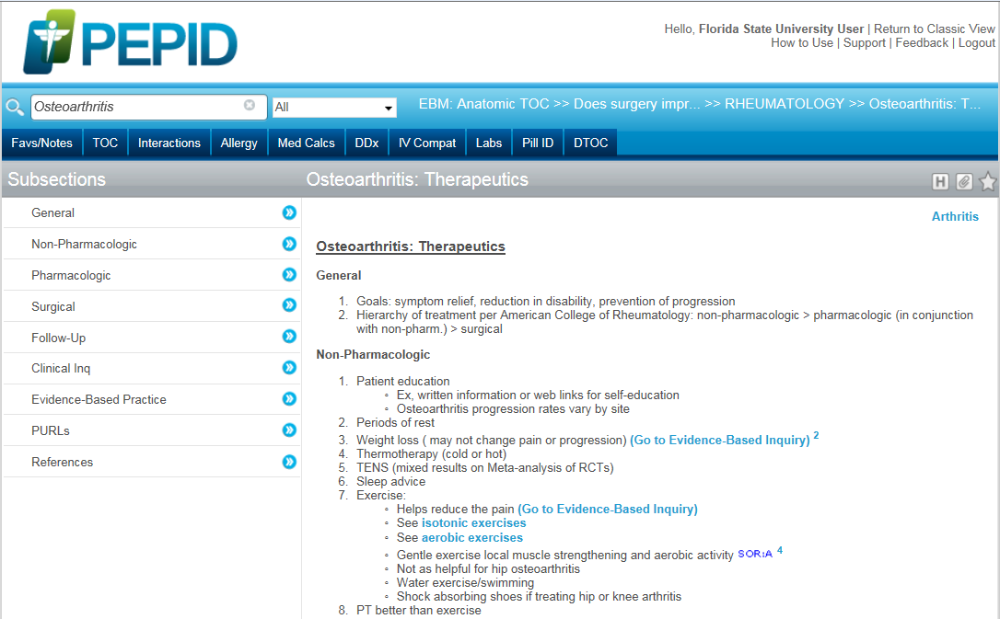 PEPID
Hello, Florida State University User | Return to Classic View
How to Use | Support | Feedback | Logout
Osteoarthritis
All
EBM: Anatomic TOC >> Does surgery impr... >> RHEUMATOLOGY >> Osteoarthritis: T...
Favs/Notes TOC Interactions Allergy Med Calcs DDx IV Compat Labs Pill ID DTOC
Subsections
General
Non-Pharmacologic
Pharmacologic
Surgical
Follow-Up
Clinical Inq
Evidence-Based Practice
PURLs
References
Osteoarthritis: Therapeutics
H
Arthritis
Osteoarthritis: Therapeutics
General
1. Goals: symptom relief, reduction in disability, prevention of progression
2. Hierarchy of treatment per American College of Rheumatology: non-pharmacologic > pharmacologic (in conjunction
with non-pharm.) > surgical
Non-Pharmacologic
1. Patient education
◦ Ex, written information or web links for self-education
◦ Osteoarthritis progression rates vary by site
2. Periods of rest
3. Weight loss ( may not change pain or progression) (Go to Evidence-Based Inquiry) 2
4. Thermotherapy (cold or hot)
5. TENS (mixed results on Meta-analysis of RCTs)
6. Sleep advice
7. Exercise:
◦ Helps reduce the pain (Go to Evidence-Based Inquiry)
◦ See isotonic exercises
◦ See aerobic exercises
◦ Gentle exercise local muscle strengthening and aerobic activity SOR:A 4
◦ Not as helpful for hip osteoarthritis
◦ Water exercise/swimming
◦ Shock absorbing shoes if treating hip or knee arthritis
8. PT better than exercise